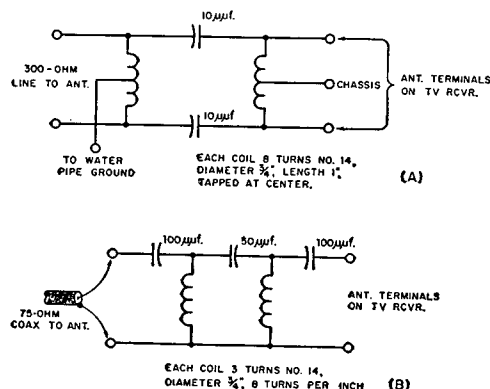 10µµf.
300-OHM
LINE TO ANT.
CHASSIS
ANT. TERMINALS
ON TV RCVR.
10µµf
TO WATER
PIPE GROUND
EACH COIL 8 TURNS NO. 14,
DIAMETER 3/4", LENGTH 1",
TAPPED AT CENTER.
(A)
100µµf. 50µµf. 100µµf.
75-OHM
COAX TO ANT.
ANT. TERMINALS
ON TV RCVR.
EACH COIL 3 TURNS NO. 14,
DIAMETER 3/4", 8 TURNS PER INCH
(B)